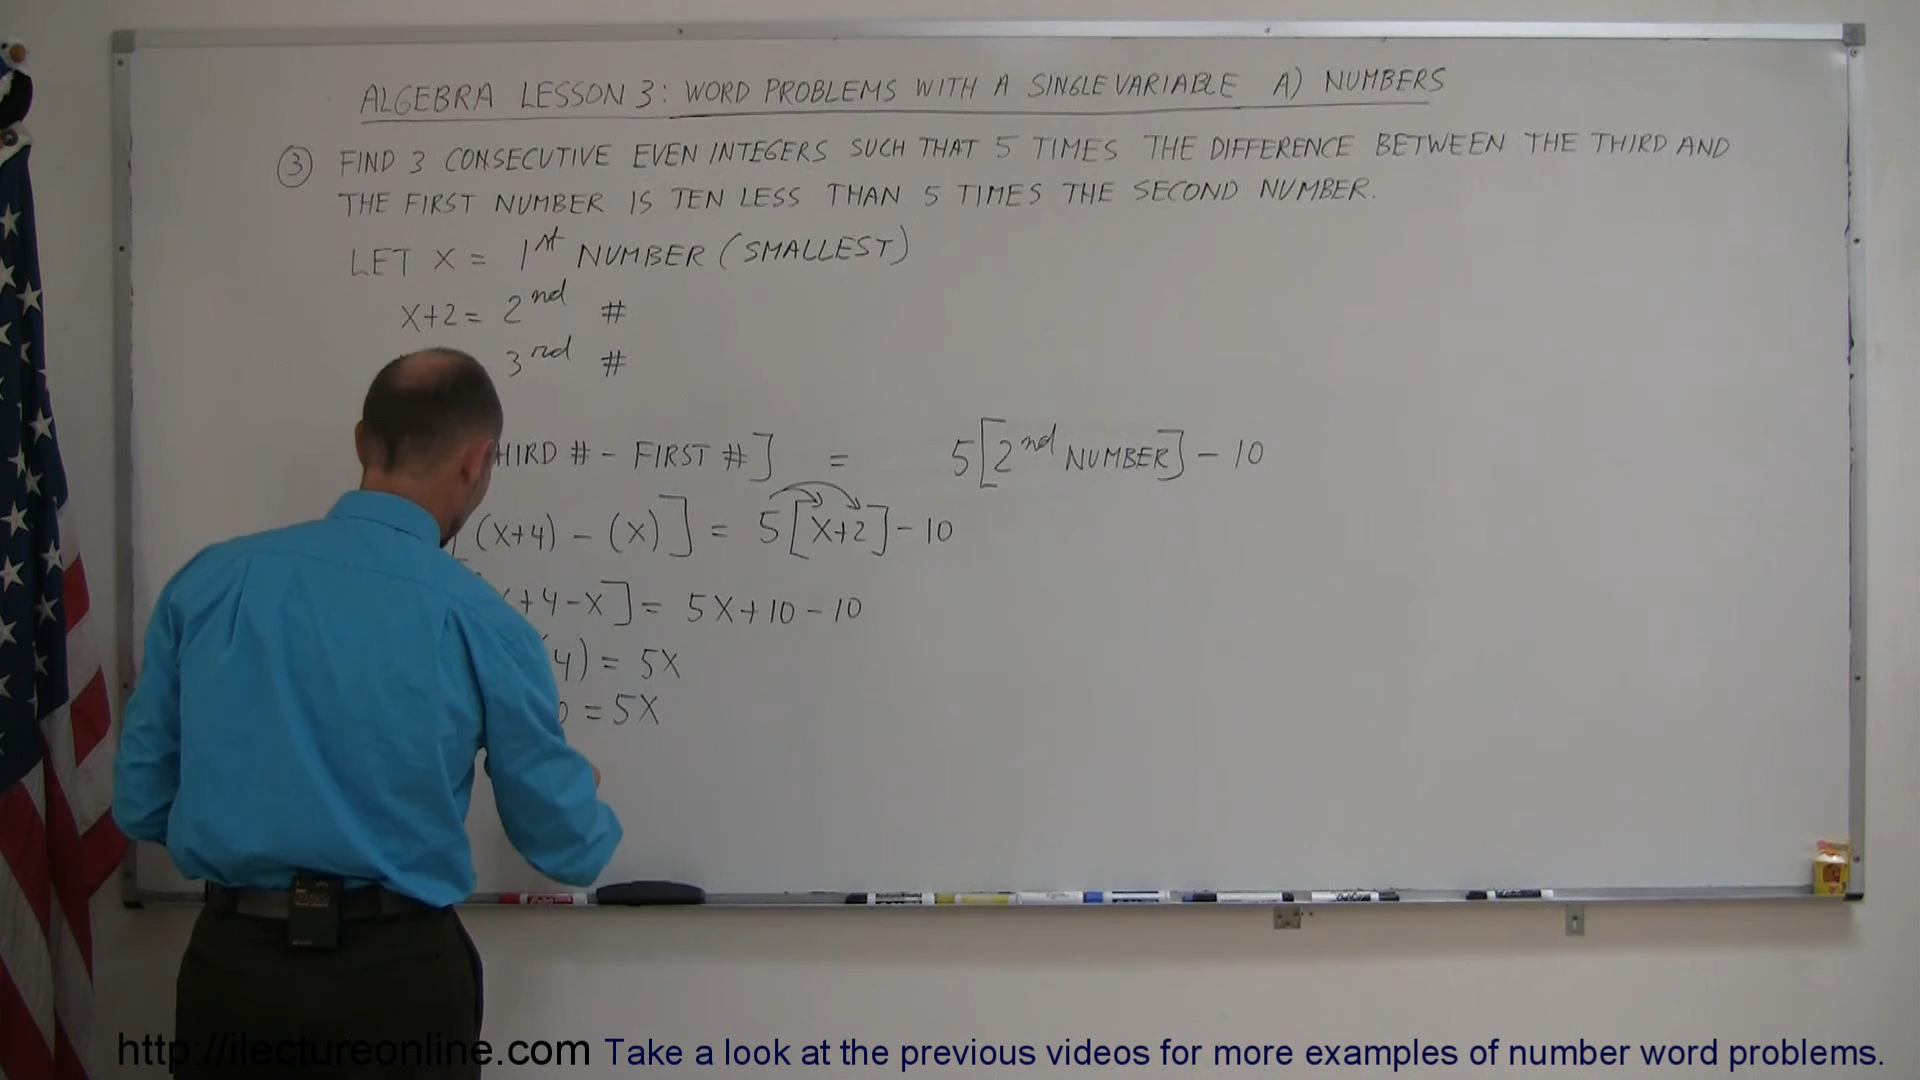 ALGEBRA LESSON 3: WORD PROBLEMS WITH A SINGLE VARIABLE A) NUMBERS
③ FIND 3 CONSECUTIVE EVEN INTEGERS SUCH THAT 5 TIMES THE DIFFERENCE BETWEEN THE THIRD AND
THE FIRST NUMBER IS TEN LESS THAN 5 TIMES THE SECOND NUMBER.
LET X = 1st NUMBER (SMALLEST)
X+2 = 2nd #
3rd #
HIRD # - FIRST #] = 5[2nd NUMBER] - 10
[(X+4) - (X)] = 5[X+2] - 10
+4-X] = 5X+10-10
4) = 5X
0 = 5X
http://ilectureonline.com Take a look at the previous videos for more examples of number word problems.